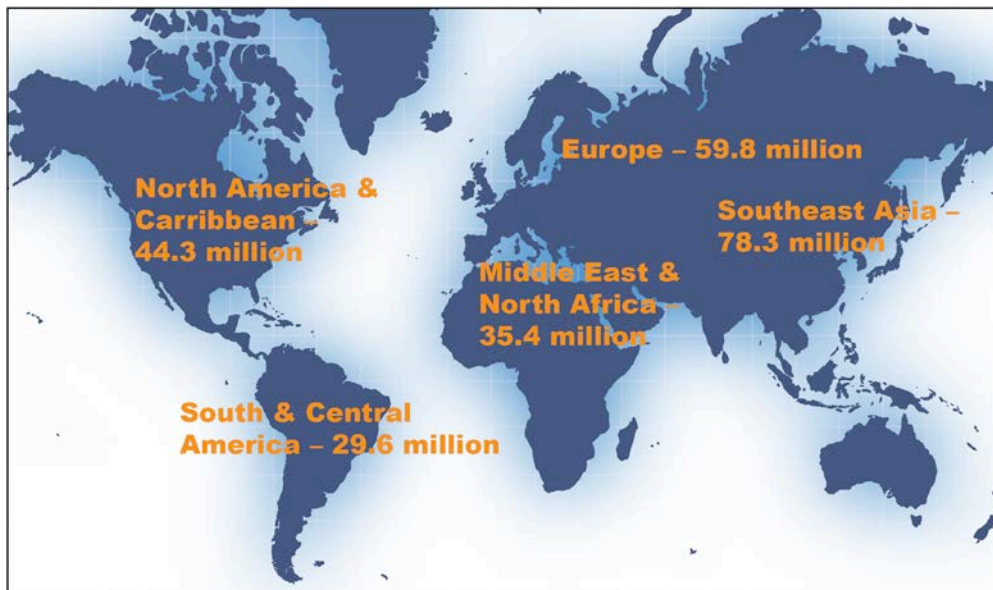 Europe – 59.8 million
North America &
Carribbean –
44.3 million
Southeast Asia –
78.3 million
Middle East &
North Africa –
35.4 million
South & Central
America – 29.6 million